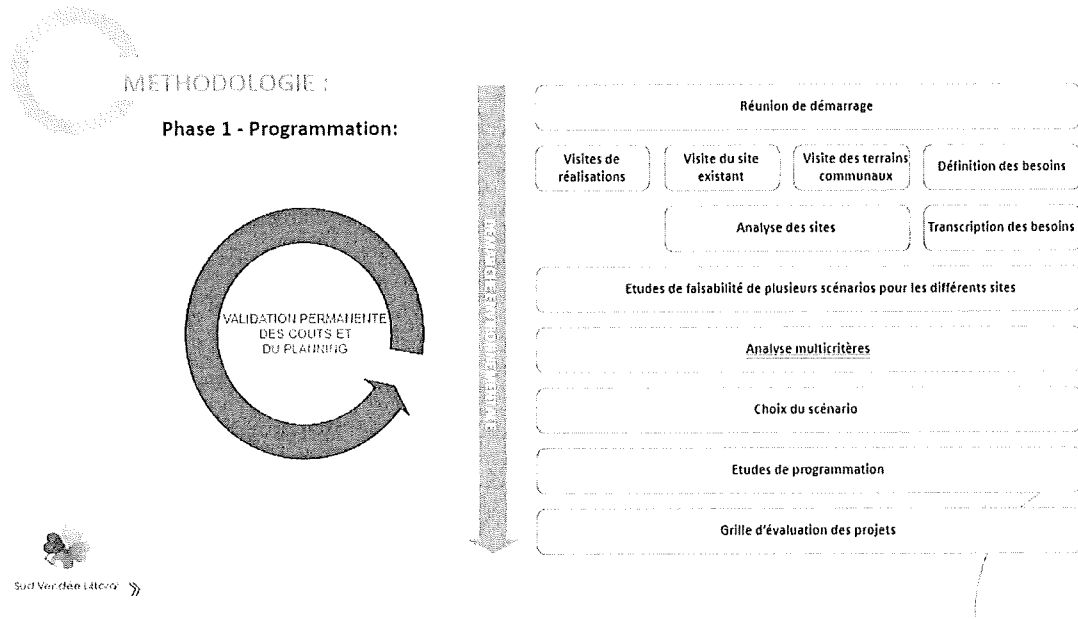 METHODOLOGIE :
Phase 1 - Programmation:
VALIDATION PERMANENTE
DES COUTS ET
DU PLANNING
Réunion de démarrage
Visites de
réalisations
Visite du site
existant
Visite des terrains
communaux
Définition des besoins
Analyse des sites
Transcription des besoins
Etudes de faisabilité de plusieurs scénarios pour les différents sites
Analyse multicritères
Choix du scénario
Etudes de programmation
Grille d'évaluation des projets
Sud Vendée Littoral